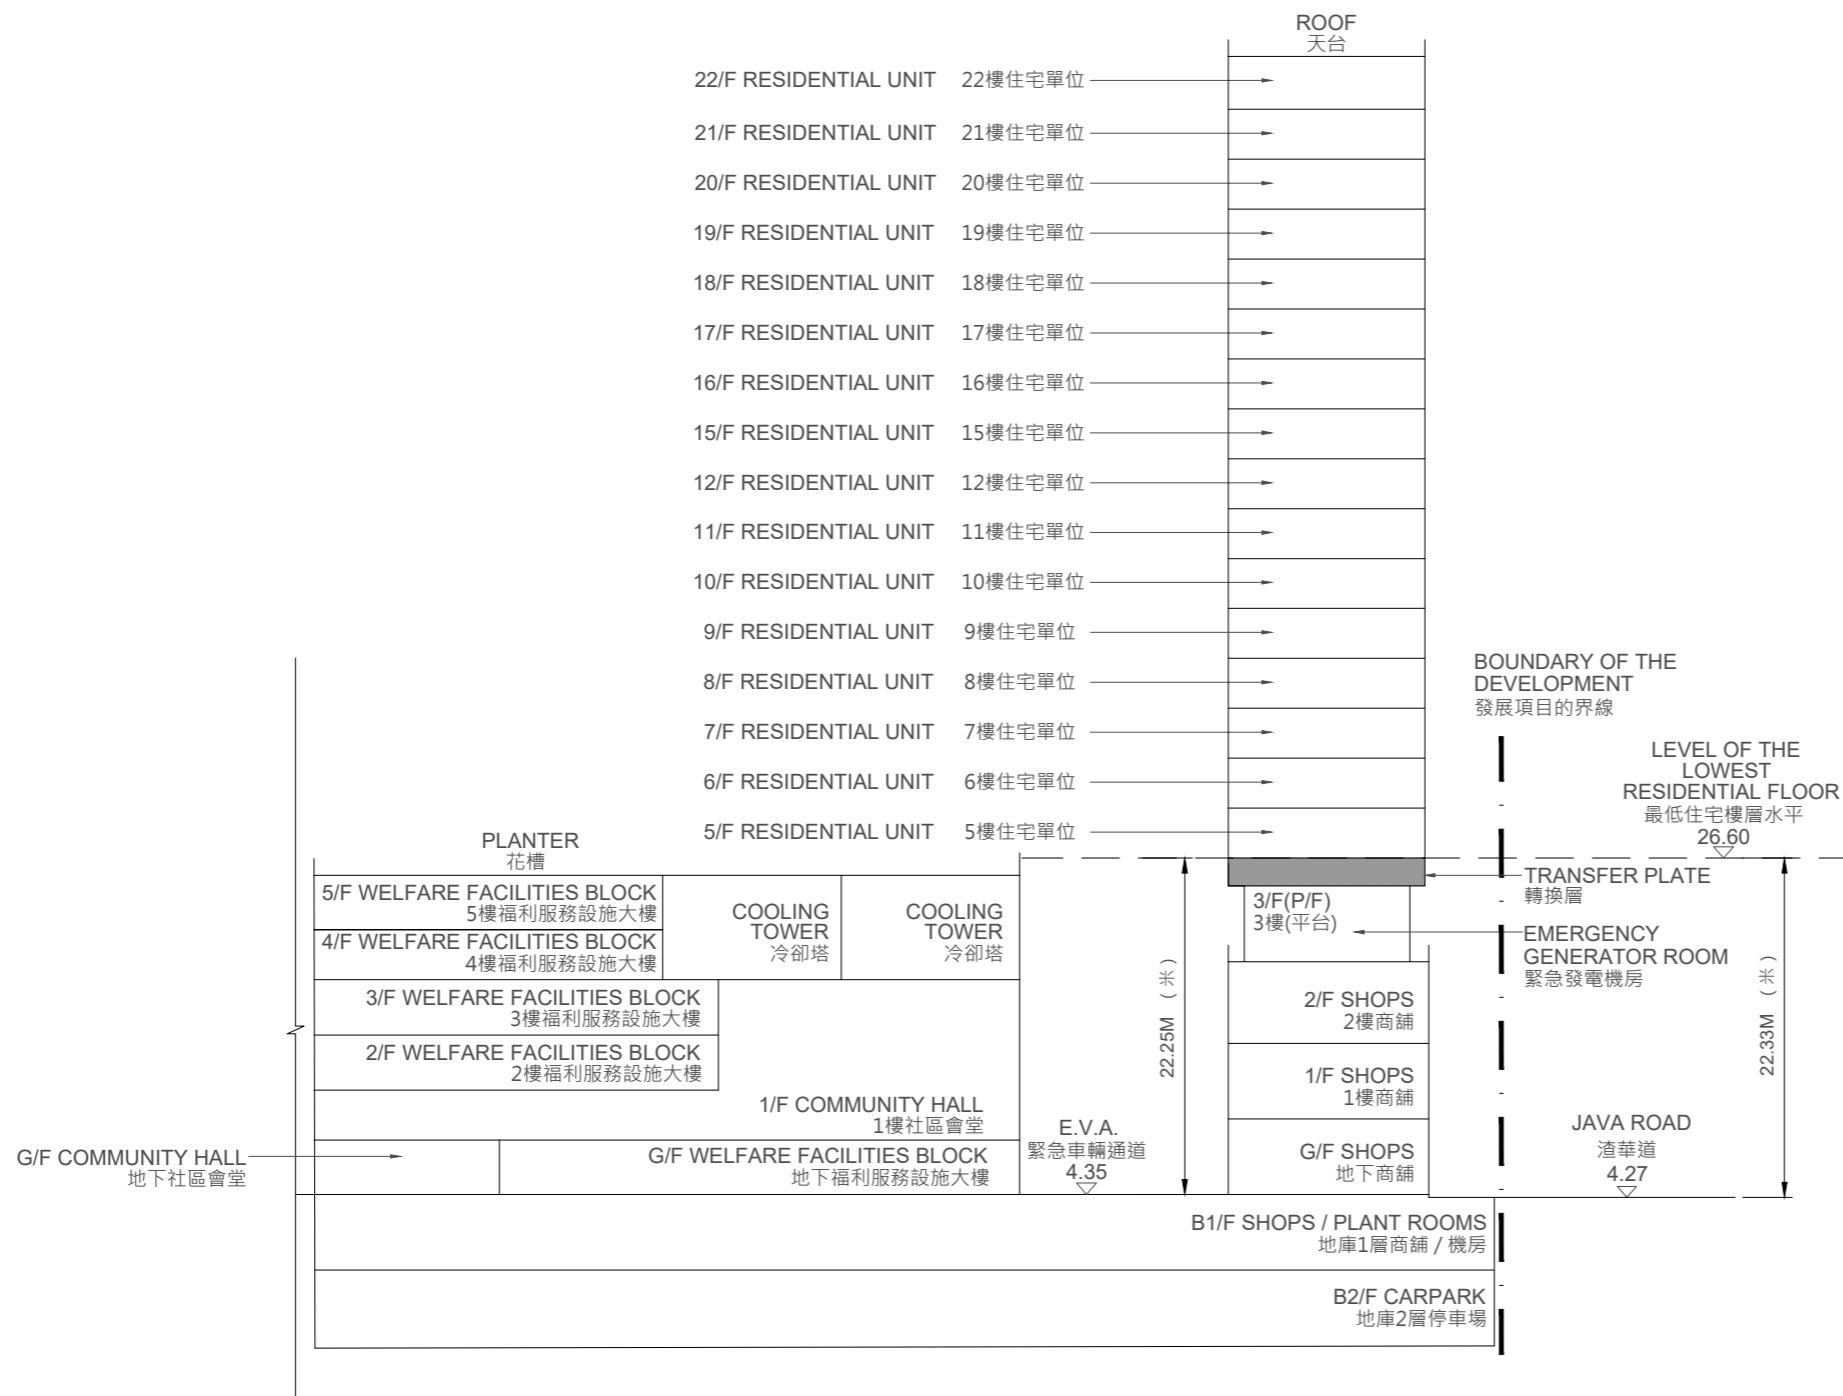 ROOF
天台
22/F RESIDENTIAL UNIT 22樓住宅單位
21/F RESIDENTIAL UNIT 21樓住宅單位
20/F RESIDENTIAL UNIT 20樓住宅單位
19/F RESIDENTIAL UNIT 19樓住宅單位
18/F RESIDENTIAL UNIT 18樓住宅單位
17/F RESIDENTIAL UNIT 17樓住宅單位
16/F RESIDENTIAL UNIT 16樓住宅單位
15/F RESIDENTIAL UNIT 15樓住宅單位
12/F RESIDENTIAL UNIT 12樓住宅單位
11/F RESIDENTIAL UNIT 11樓住宅單位
10/F RESIDENTIAL UNIT 10樓住宅單位
9/F RESIDENTIAL UNIT 9樓住宅單位
8/F RESIDENTIAL UNIT 8樓住宅單位
7/F RESIDENTIAL UNIT 7樓住宅單位
6/F RESIDENTIAL UNIT 6樓住宅單位
5/F RESIDENTIAL UNIT 5樓住宅單位
BOUNDARY OF THE
DEVELOPMENT
發展項目的界線
LEVEL OF THE
LOWEST
RESIDENTIAL FLOOR
最低住宅樓層水平
26.60
PLANTER
花槽
5/F WELFARE FACILITIES BLOCK
5樓福利服務設施大樓
4/F WELFARE FACILITIES BLOCK
4樓福利服務設施大樓
COOLING
TOWER
冷卻塔
COOLING
TOWER
冷卻塔
3/F WELFARE FACILITIES BLOCK
3樓福利服務設施大樓
2/F WELFARE FACILITIES BLOCK
2樓福利服務設施大樓
1/F COMMUNITY HALL
1樓社區會堂
G/F COMMUNITY HALL
地下社區會堂
G/F WELFARE FACILITIES BLOCK
地下福利服務設施大樓
E.V.A.
緊急車輛通道
4.35
22.25M (米)
TRANSFER PLATE
轉換層
3/F(P/F)
3樓(平台)
EMERGENCY
GENERATOR ROOM
緊急發電機房
2/F SHOPS
2樓商舖
1/F SHOPS
1樓商舖
G/F SHOPS
地下商舖
22.33M (米)
JAVA ROAD
渣華道
4.27
B1/F SHOPS / PLANT ROOMS
地庫1層商舖 / 機房
B2/F CARPARK
地庫2層停車場